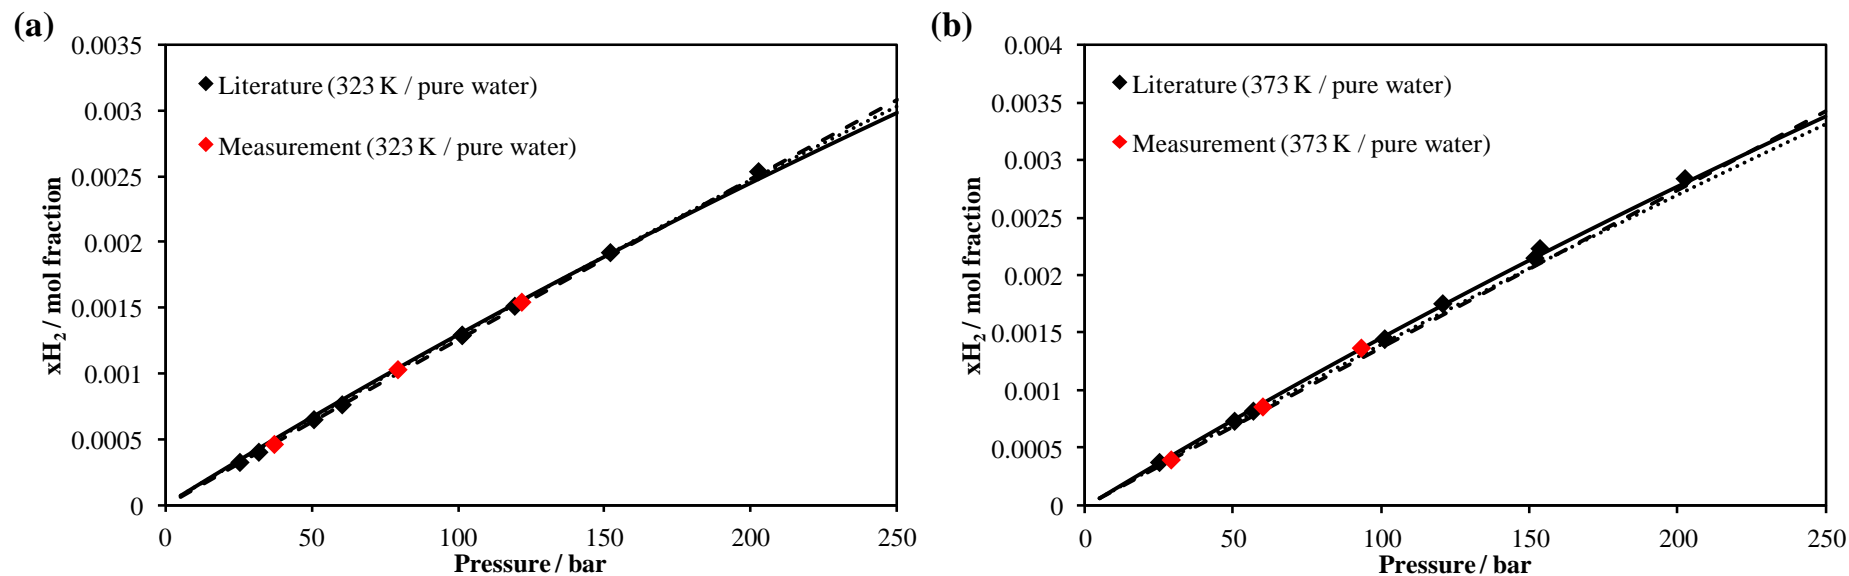 (a)
0.0035
0.003
0.0025
0.002
0.0015
0.001
0.0005
0
xH2 / mol fraction
Literature (323 K / pure water)
Measurement (323 K / pure water)
0 50 100 150 200 250
Pressure / bar
(b)
0.004
0.0035
0.003
0.0025
0.002
0.0015
0.001
0.0005
0
xH2 / mol fraction
Literature (373 K / pure water)
Measurement (373 K / pure water)
0 50 100 150 200 250
Pressure / bar